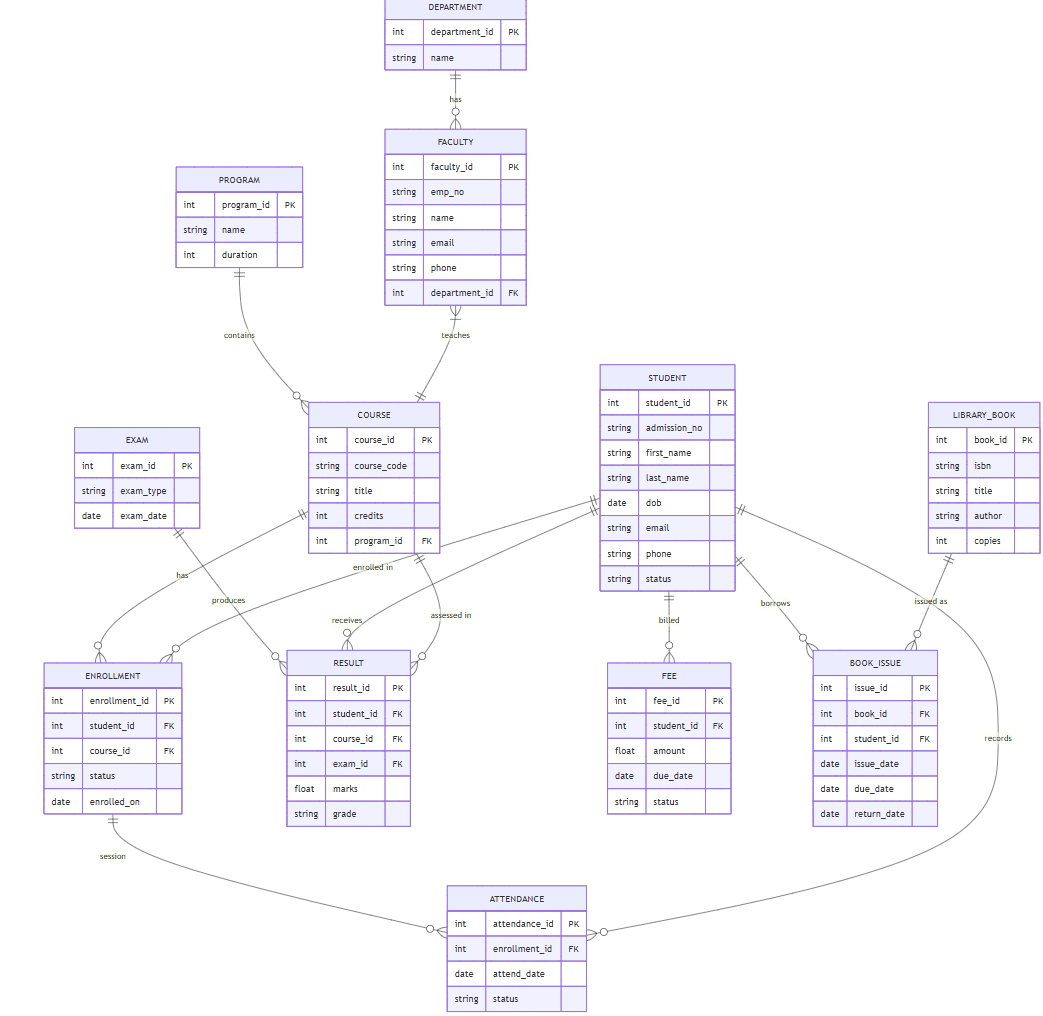 DEPARTMENT
int department_id PK
string name
has
FACULTY
int faculty_id PK
string emp_no
string name
string email
string phone
int department_id FK
PROGRAM
int program_id PK
string name
int duration
contains
teaches
STUDENT
int student_id PK
string admission_no
string first_name
string last_name
date dob
string email
string phone
string status
COURSE
int course_id PK
string course_code
string title
int credits
int program_id FK
LIBRARY_BOOK
int book_id PK
string isbn
string title
string author
int copies
EXAM
int exam_id PK
string exam_type
date exam_date
has
enrolled in
produces
receives
assessed in
billed
borrows
issued as
ENROLLMENT
int enrollment_id PK
int student_id FK
int course_id FK
string status
date enrolled_on
RESULT
int result_id PK
int student_id FK
int course_id FK
int exam_id FK
float marks
string grade
FEE
int fee_id PK
int student_id FK
float amount
date due_date
string status
BOOK_ISSUE
int issue_id PK
int book_id FK
int student_id FK
date issue_date
date due_date
date return_date
records
session
ATTENDANCE
int attendance_id PK
int enrollment_id FK
date attend_date
string status